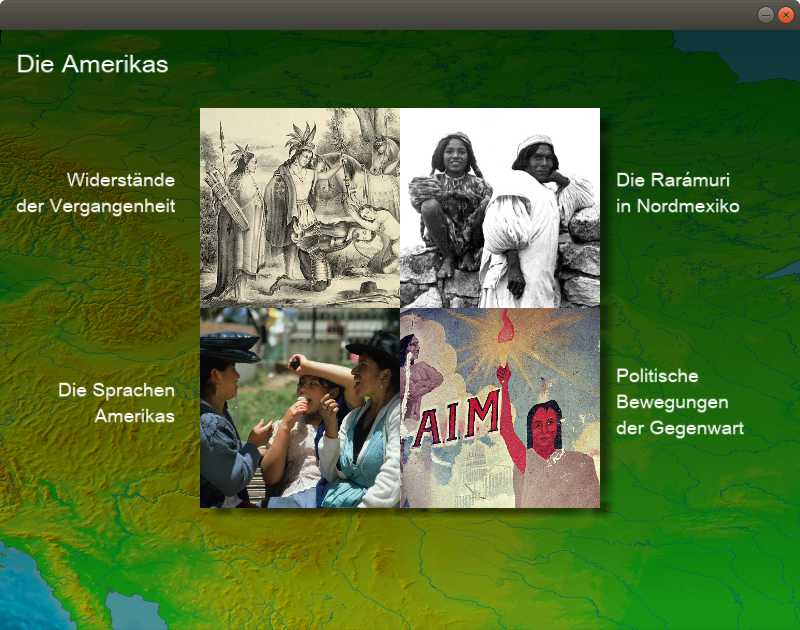 Die Amerikas
Widerstände
der Vergangenheit
Die Rarámuri
in Nordmexiko
Die Sprachen
Amerikas
AIM
Politische
Bewegungen
der Gegenwart